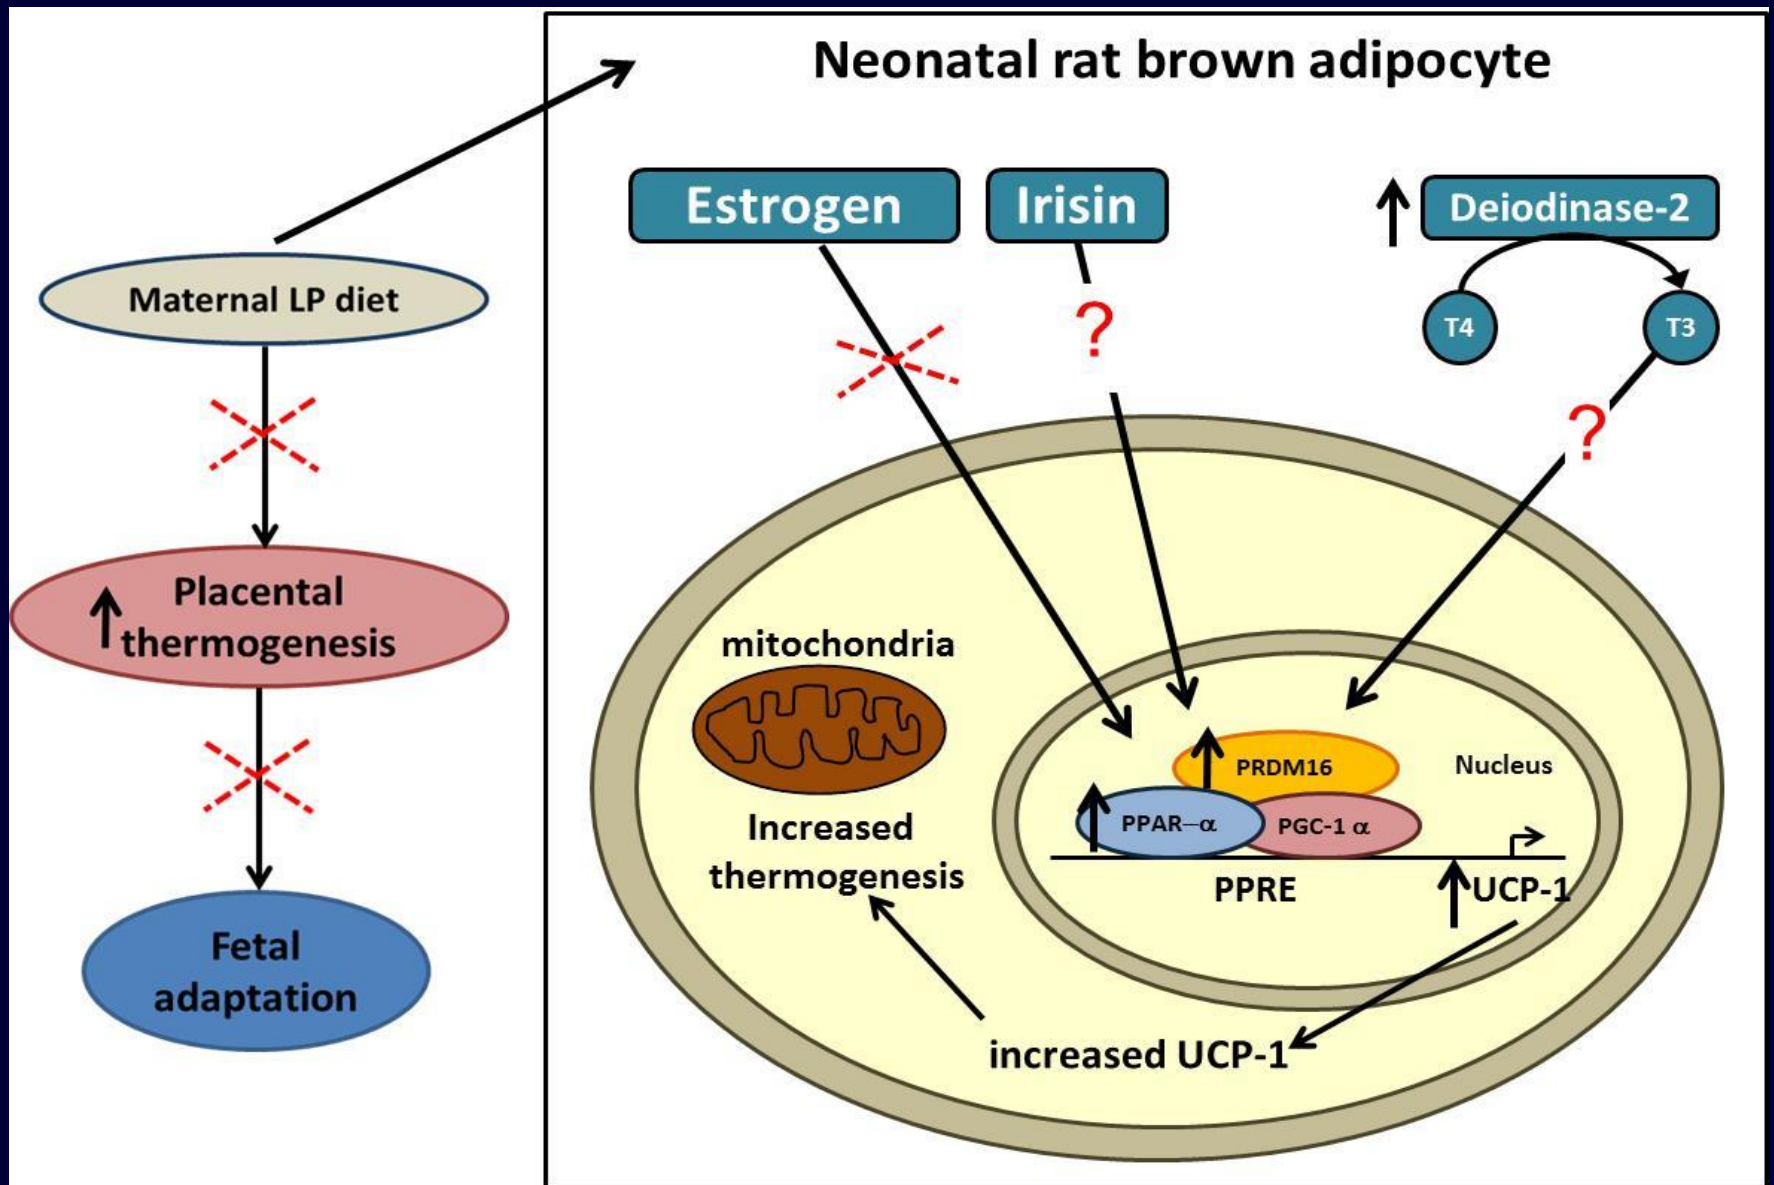 Neonatal rat brown adipocyte
Estrogen
Irisin
Deiodinase-2
Maternal LP diet
?
T4
T3
?
Placental
thermogenesis
mitochondria
PRDM16
Nucleus
PPAR–α
PGC-1 α
Increased
thermogenesis
PPRE
UCP-1
Fetal
adaptation
increased UCP-1